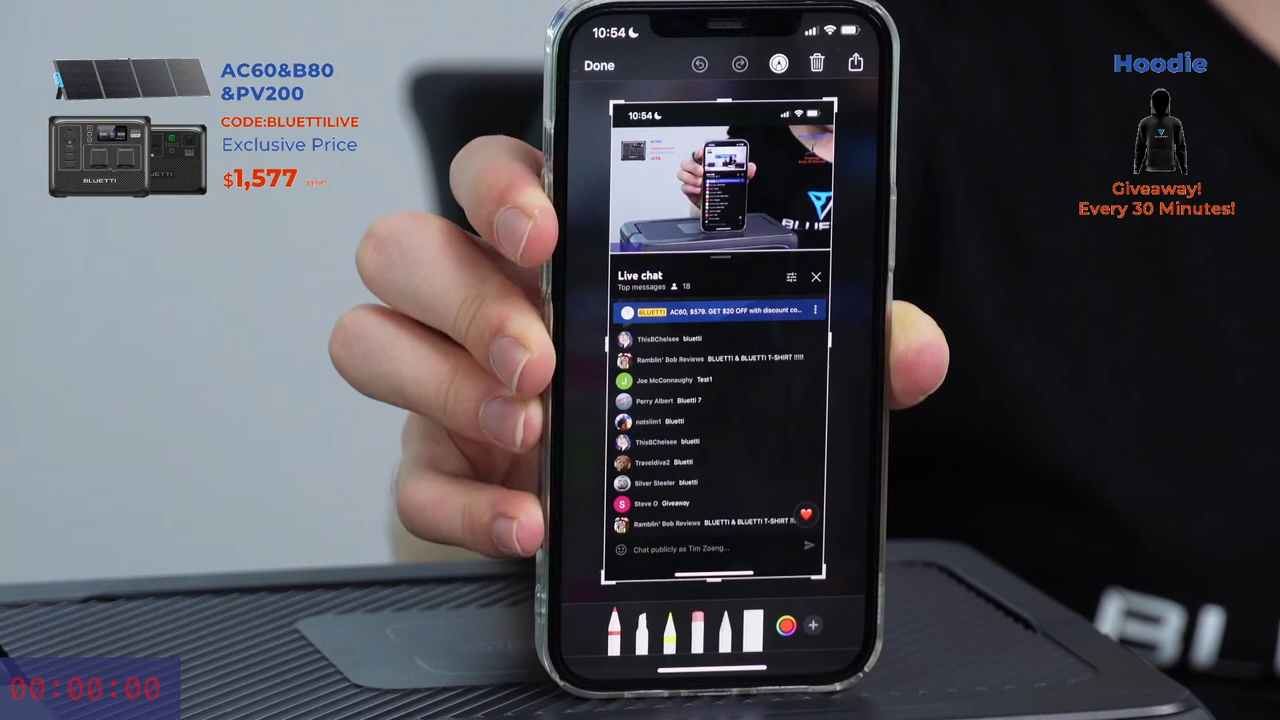 AC60&B80
&PV200
CODE:BLUETTILIVE
Exclusive Price
$1,577
BLUETTI
Hoodie
Giveaway!
Every 30 Minutes!
10:54
Done
10:54
Live chat
Top messages 18
BLUETTI AC60, $579. GET $20 OFF with discount co...
ThisBChelsee bluetti
Ramblin' Bob Reviews BLUETTI & BLUETTI T-SHIRT !!!!!
Joe McConnaughy Test1
Perry Albert Bluetti 7
notslim1 Bluetti
ThisBChelsee bluetti
Traveldiva2 Bluetti
Silver Steeler bluetti
Steve O Giveaway
Ramblin' Bob Reviews BLUETTI & BLUETTI T-SHIRT !!
Chat publicly as Tim Zoeng...
BLU
00:00:00